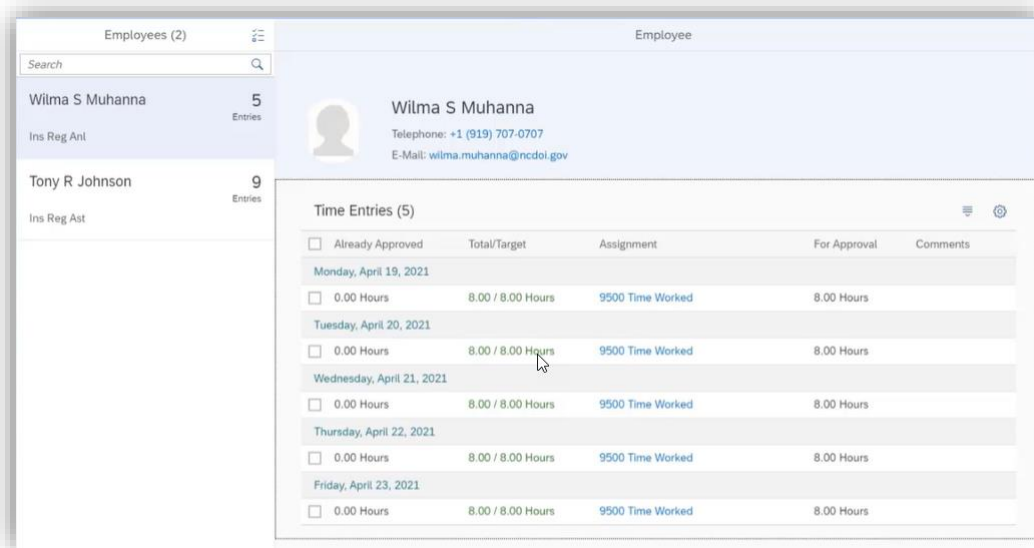 Employees (2)
Search
Wilma S Muhanna 5
Entries
Ins Reg Anl
Tony R Johnson 9
Entries
Ins Reg Ast
Employee
Wilma S Muhanna
Telephone: +1 (919) 707-0707
E-Mail: wilma.muhanna@ncdoi.gov
Time Entries (5)
Already Approved Total/Target Assignment For Approval Comments
Monday, April 19, 2021
0.00 Hours 8.00 / 8.00 Hours 9500 Time Worked 8.00 Hours
Tuesday, April 20, 2021
0.00 Hours 8.00 / 8.00 Hours 9500 Time Worked 8.00 Hours
Wednesday, April 21, 2021
0.00 Hours 8.00 / 8.00 Hours 9500 Time Worked 8.00 Hours
Thursday, April 22, 2021
0.00 Hours 8.00 / 8.00 Hours 9500 Time Worked 8.00 Hours
Friday, April 23, 2021
0.00 Hours 8.00 / 8.00 Hours 9500 Time Worked 8.00 Hours